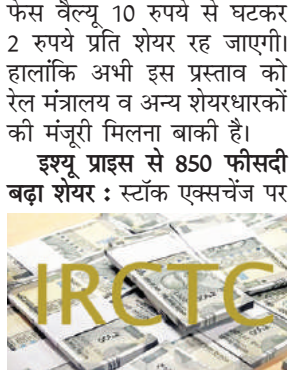 फेस वैल्यू 10 रुपये से घटकर
2 रुपये प्रति शेयर रह जाएगी।
हालांकि अभी इस प्रस्ताव को
रेल मंत्रालय व अन्य शेयरधारकों
की मंजूरी मिलना बाकी है।
इश्यू प्राइस से 850 फीसदी
बढ़ा शेयर : स्टॉक एक्सचेंज पर
IRCTC